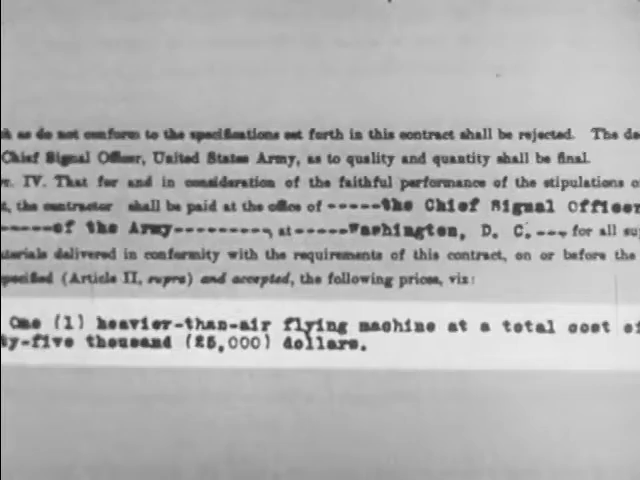 as do not conform to the specifications set forth in this contract shall be rejected. The de
Chief Signal Officer, United States Army, as to quality and quantity shall be final.
IV. That for and in consideration of the faithful performance of the stipulations o
t, the contractor shall be paid at the office of -----the Chief Signal Officer
-----of the Army---------, at-----Washington, D. C.---, for all su
terials delivered in conformity with the requirements of this contract, on or before the
pecified (Article II, supra) and accepted, the following prices, viz:
One (1) heavier-than-air flying machine at a total cost of
ty-five thousand (25,000) dollars.